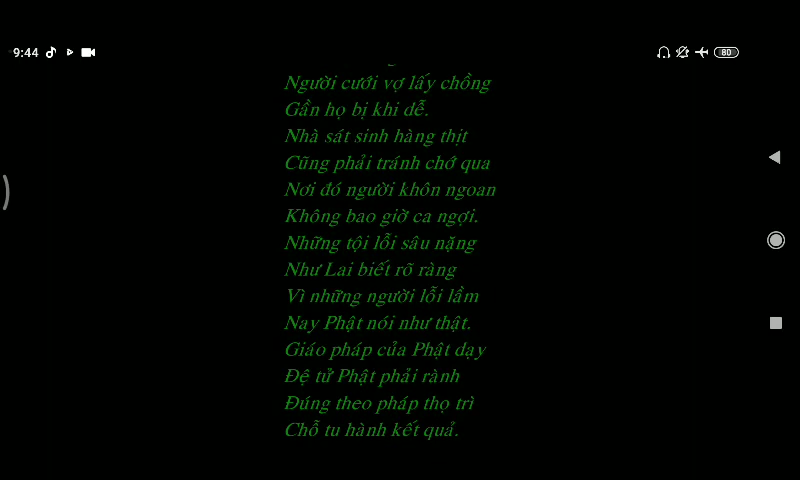 9:44
80
Người cưới vợ lấy chồng
Gần họ bị khi dễ.
Nhà sát sinh hàng thịt
Cũng phải tránh chớ qua
Nơi đó người khôn ngoan
Không bao giờ ca ngợi.
Những tội lỗi sâu nặng
Như Lai biết rõ ràng
Vì những người lỗi lầm
Nay Phật nói như thật.
Giáo pháp của Phật dạy
Đệ tử Phật phải rành
Đúng theo pháp thọ trì
Chỗ tu hành kết quả.